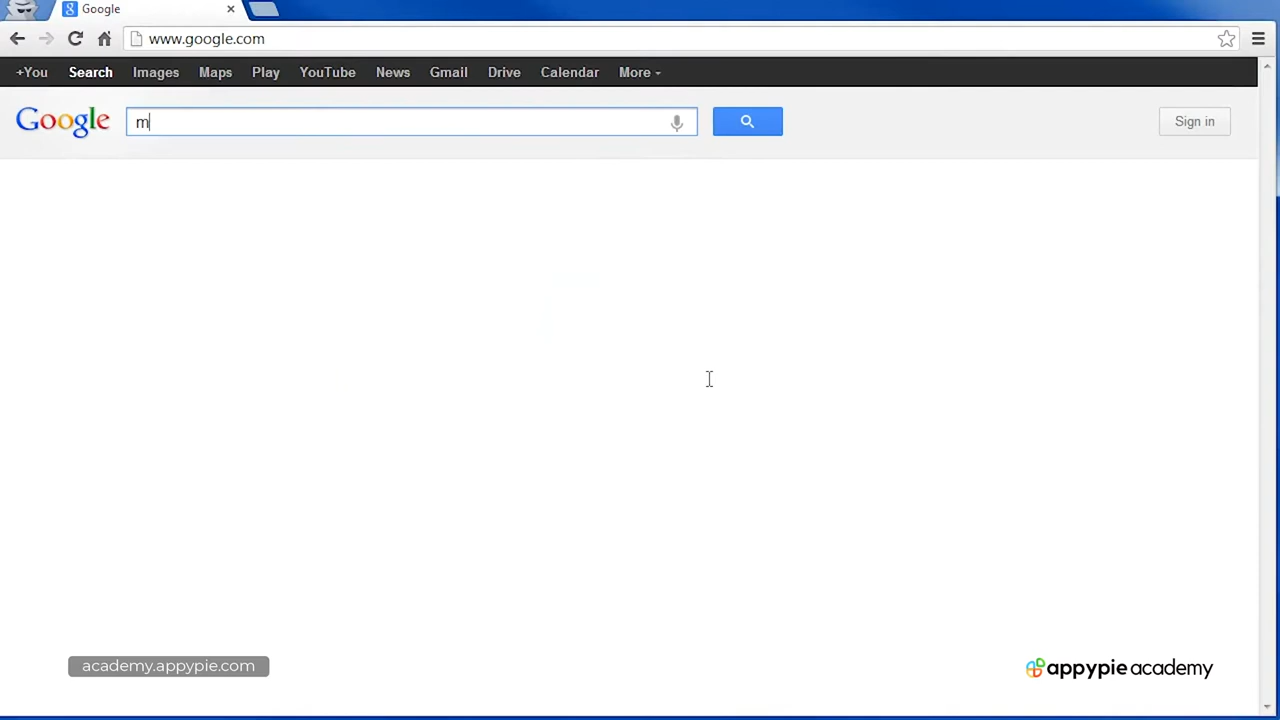 Google
www.google.com
+You Search Images Maps Play YouTube News Gmail Drive Calendar More
Google m Sign in
academy.appypie.com
appypie academy